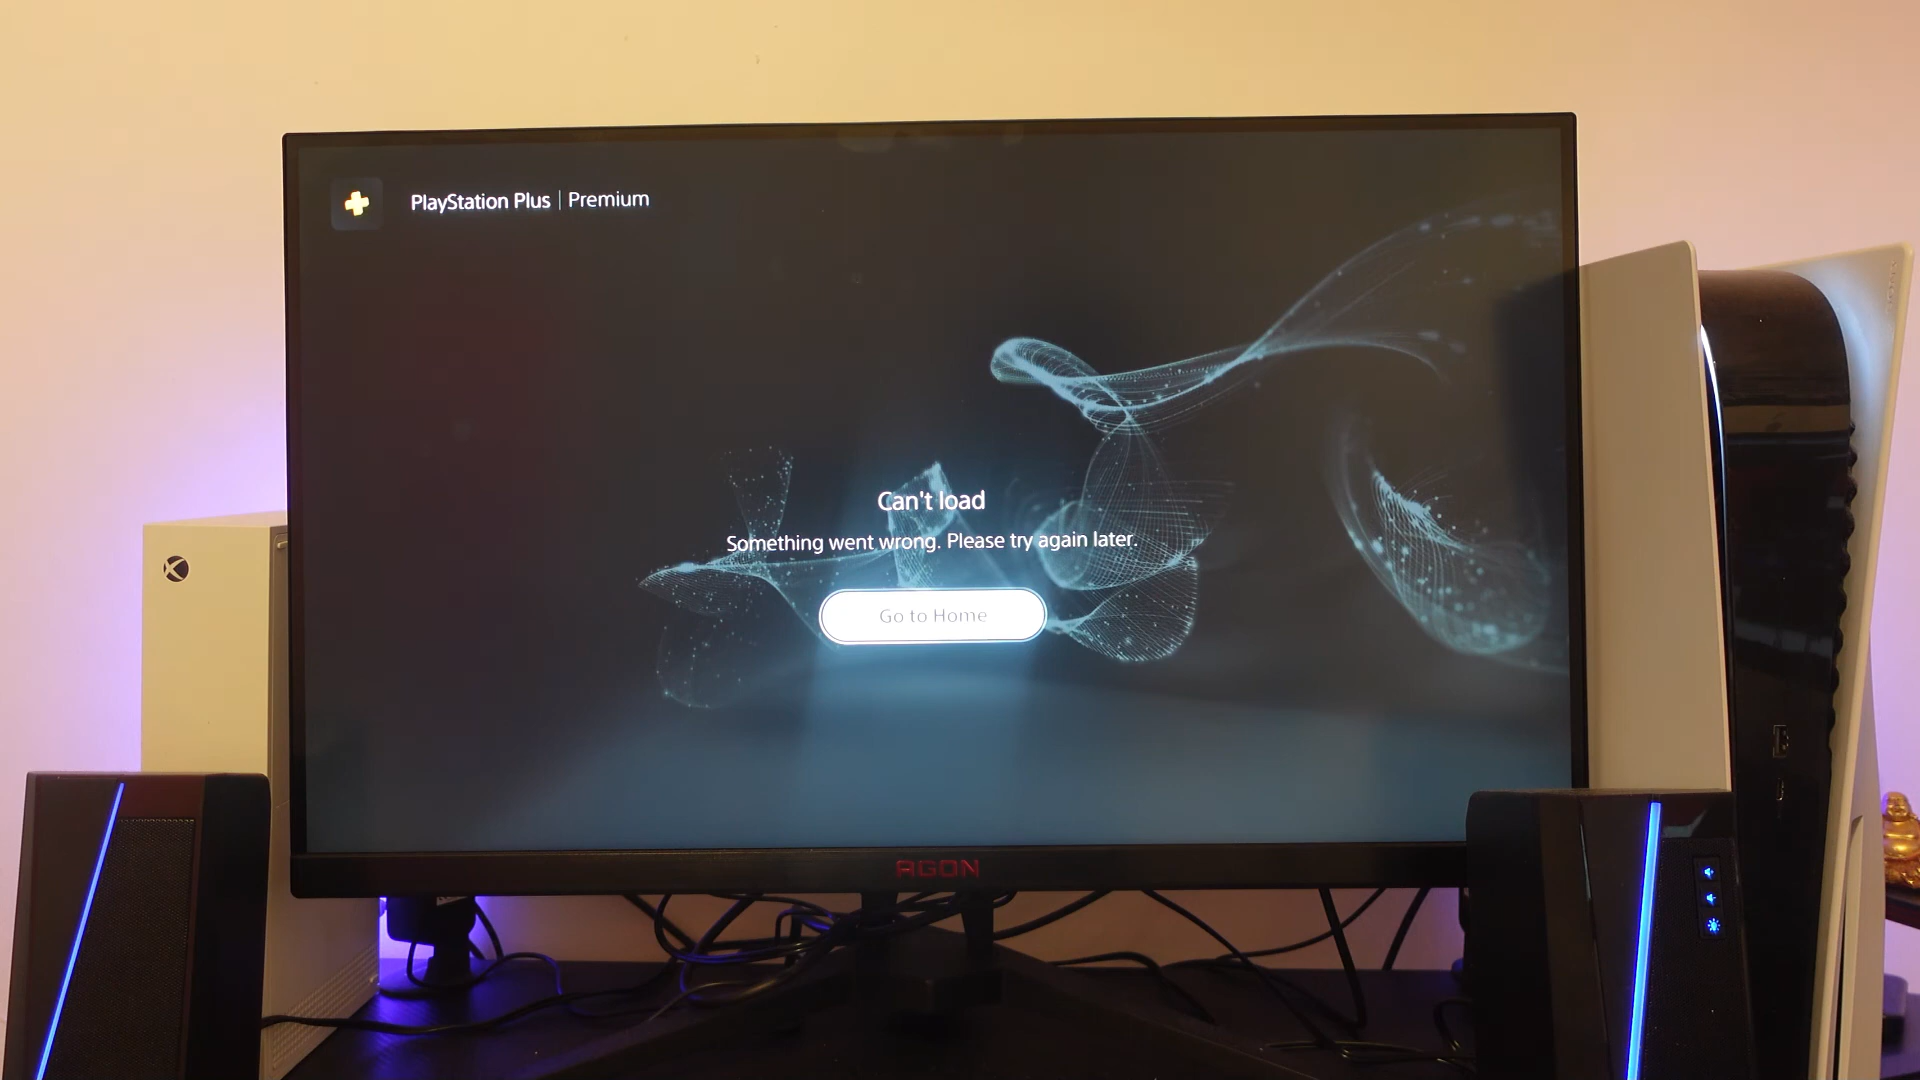 PlayStation Plus | Premium
Can't load
Something went wrong. Please try again later.
Go to Home
AGON